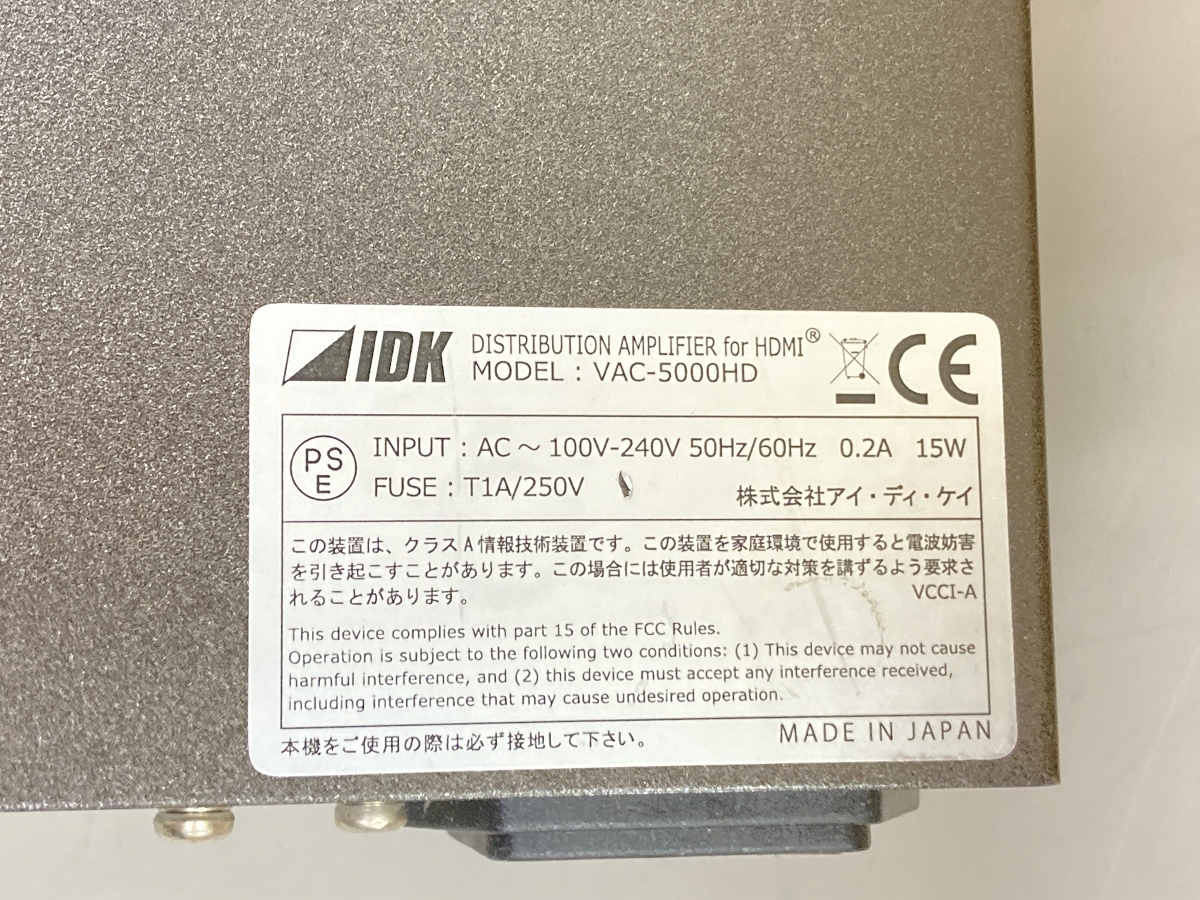 IDK
DISTRIBUTION AMPLIFIER for HDMI®
MODEL : VAC-5000HD
CE
PS
E
INPUT : AC ～ 100V-240V 50Hz/60Hz 0.2A 15W
FUSE : T1A/250V
株式会社アイ・ディ・ケイ
この装置は、クラスA情報技術装置です。この装置を家庭環境で使用すると電波妨害
を引き起こすことがあります。この場合には使用者が適切な対策を講ずるよう要求さ
れることがあります。
VCCI-A
This device complies with part 15 of the FCC Rules.
Operation is subject to the following two conditions: (1) This device may not cause
harmful interference, and (2) this device must accept any interference received,
including interference that may cause undesired operation.
本機をご使用の際は必ず接地して下さい。
MADE IN JAPAN